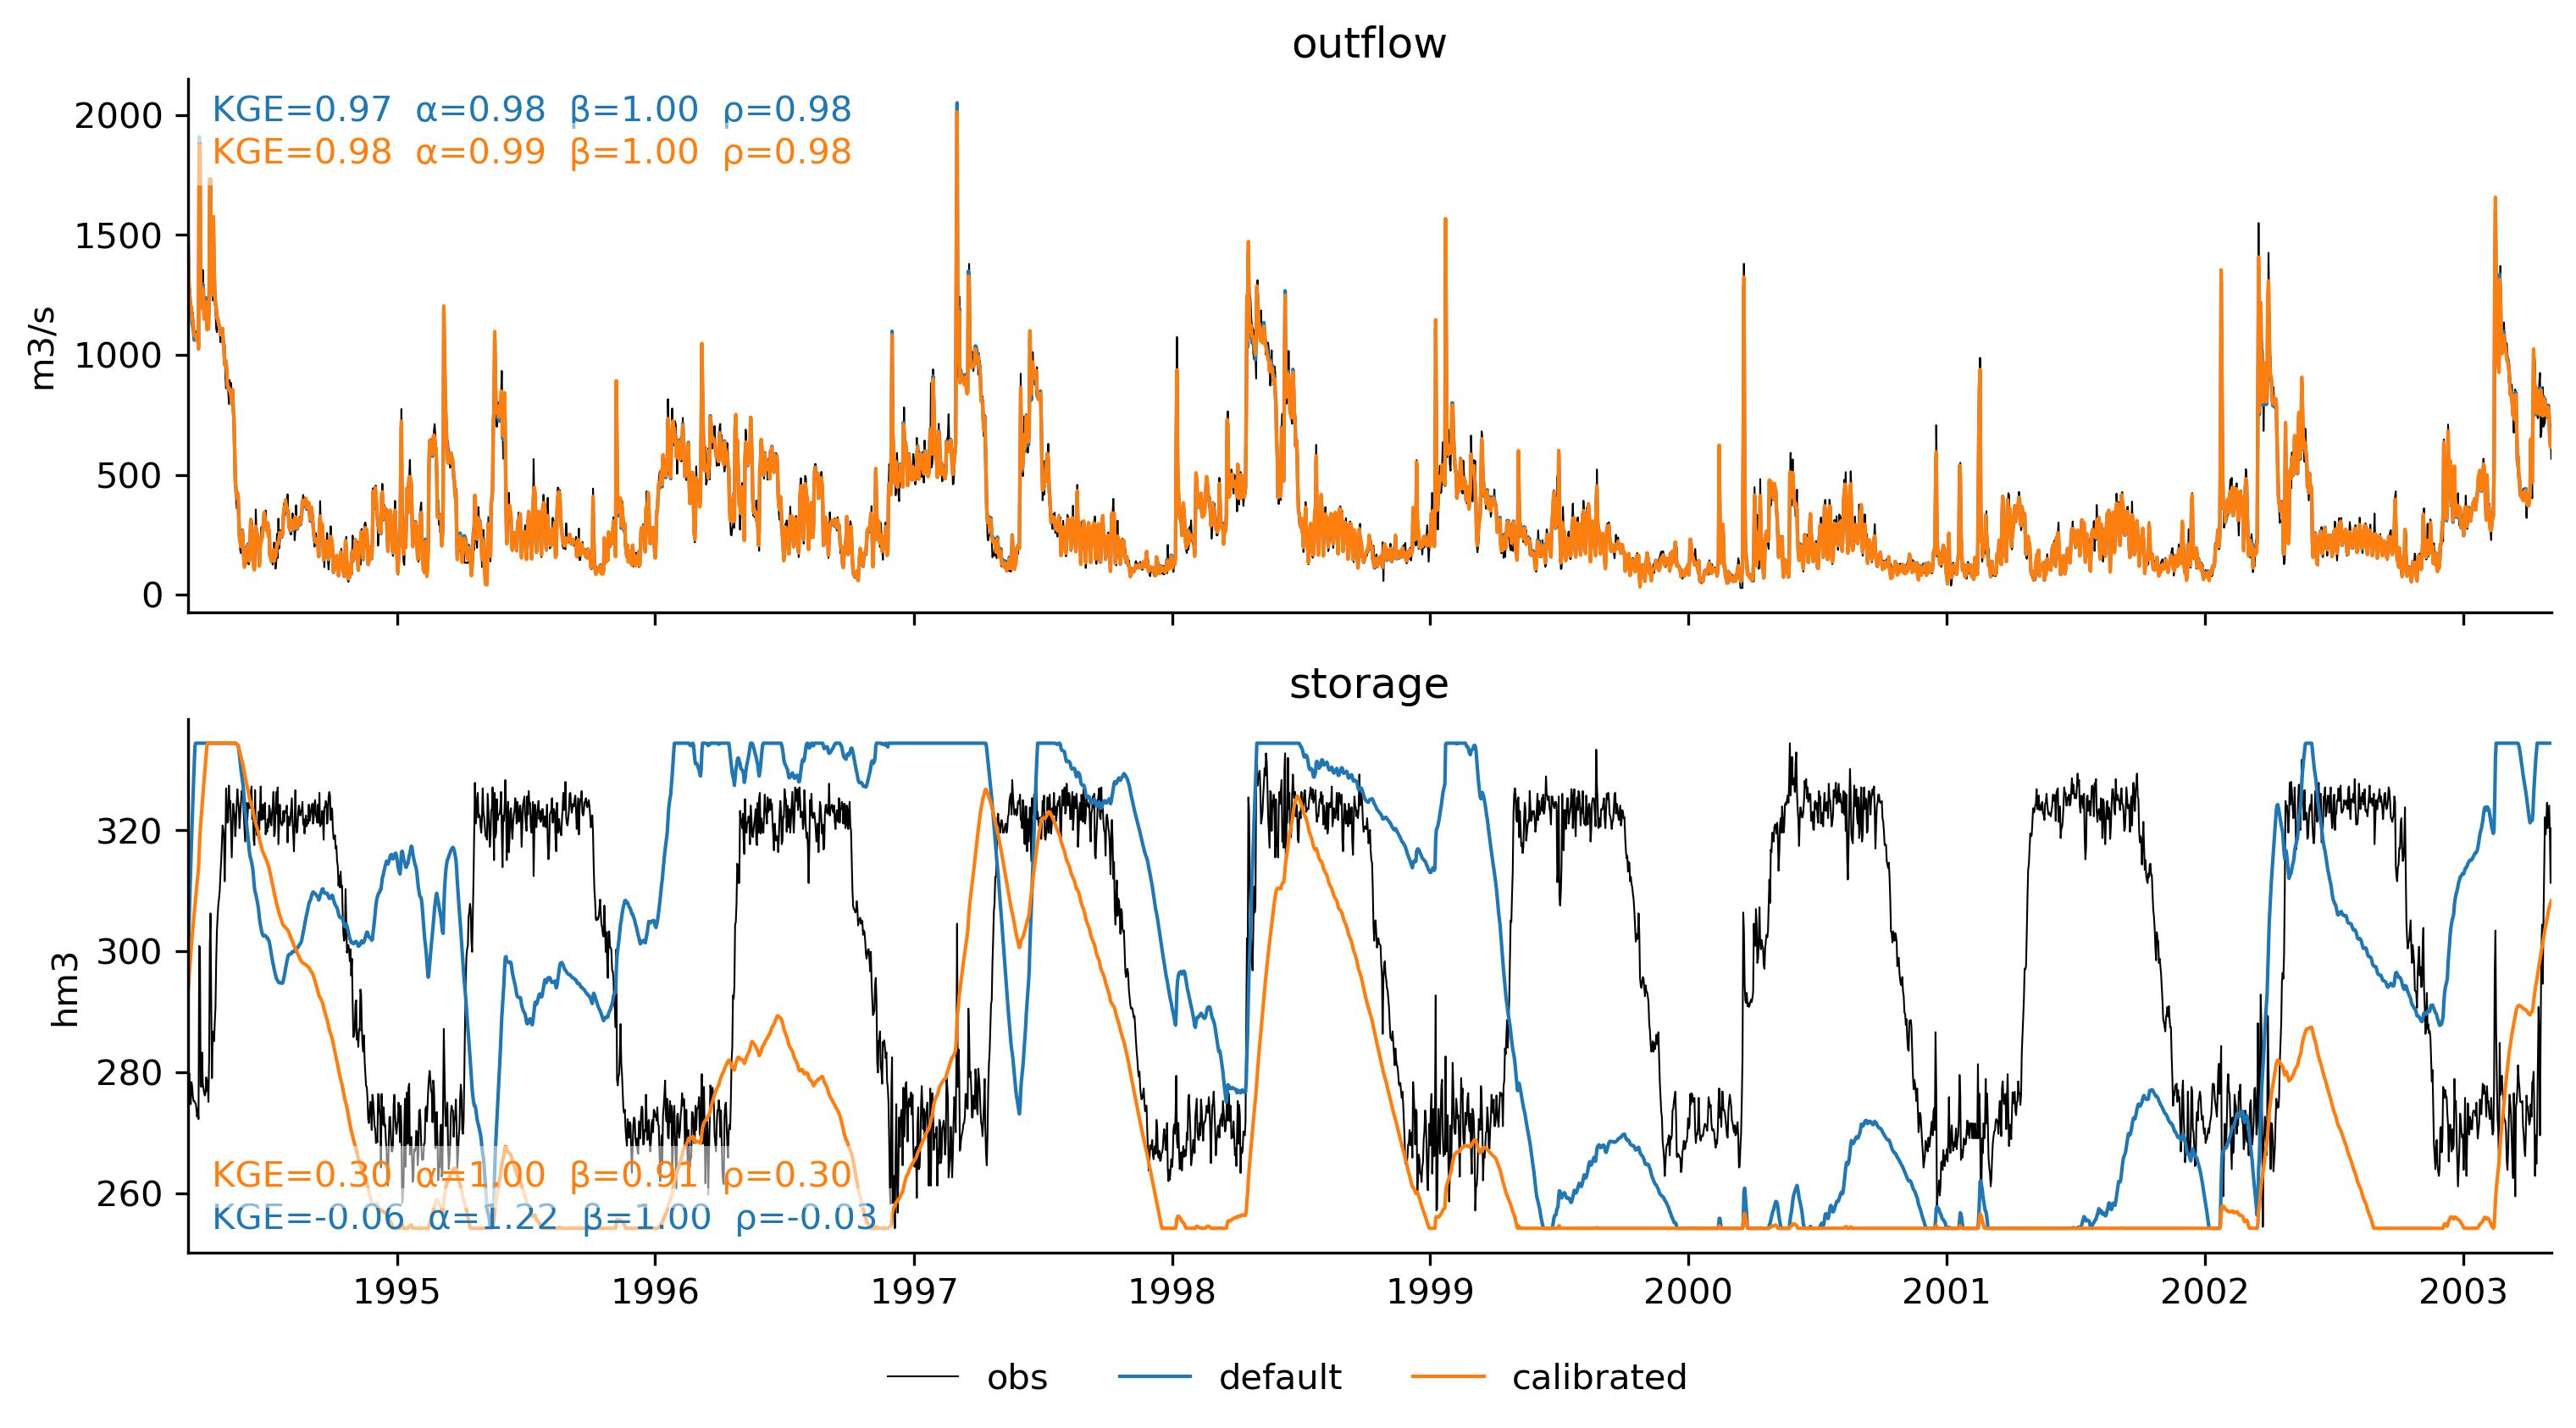 outflow
KGE=0.97 α=0.98 β=1.00 ρ=0.98
KGE=0.98 α=0.99 β=1.00 ρ=0.98
2000
1500
1000
500
0
m3/s
storage
320
300
280
260
hm3
KGE=0.30 α=1.00 β=0.91 ρ=0.30
KGE=-0.06 α=1.22 β=1.00 ρ=-0.03
1995 1996 1997 1998 1999 2000 2001 2002 2003
obs default calibrated